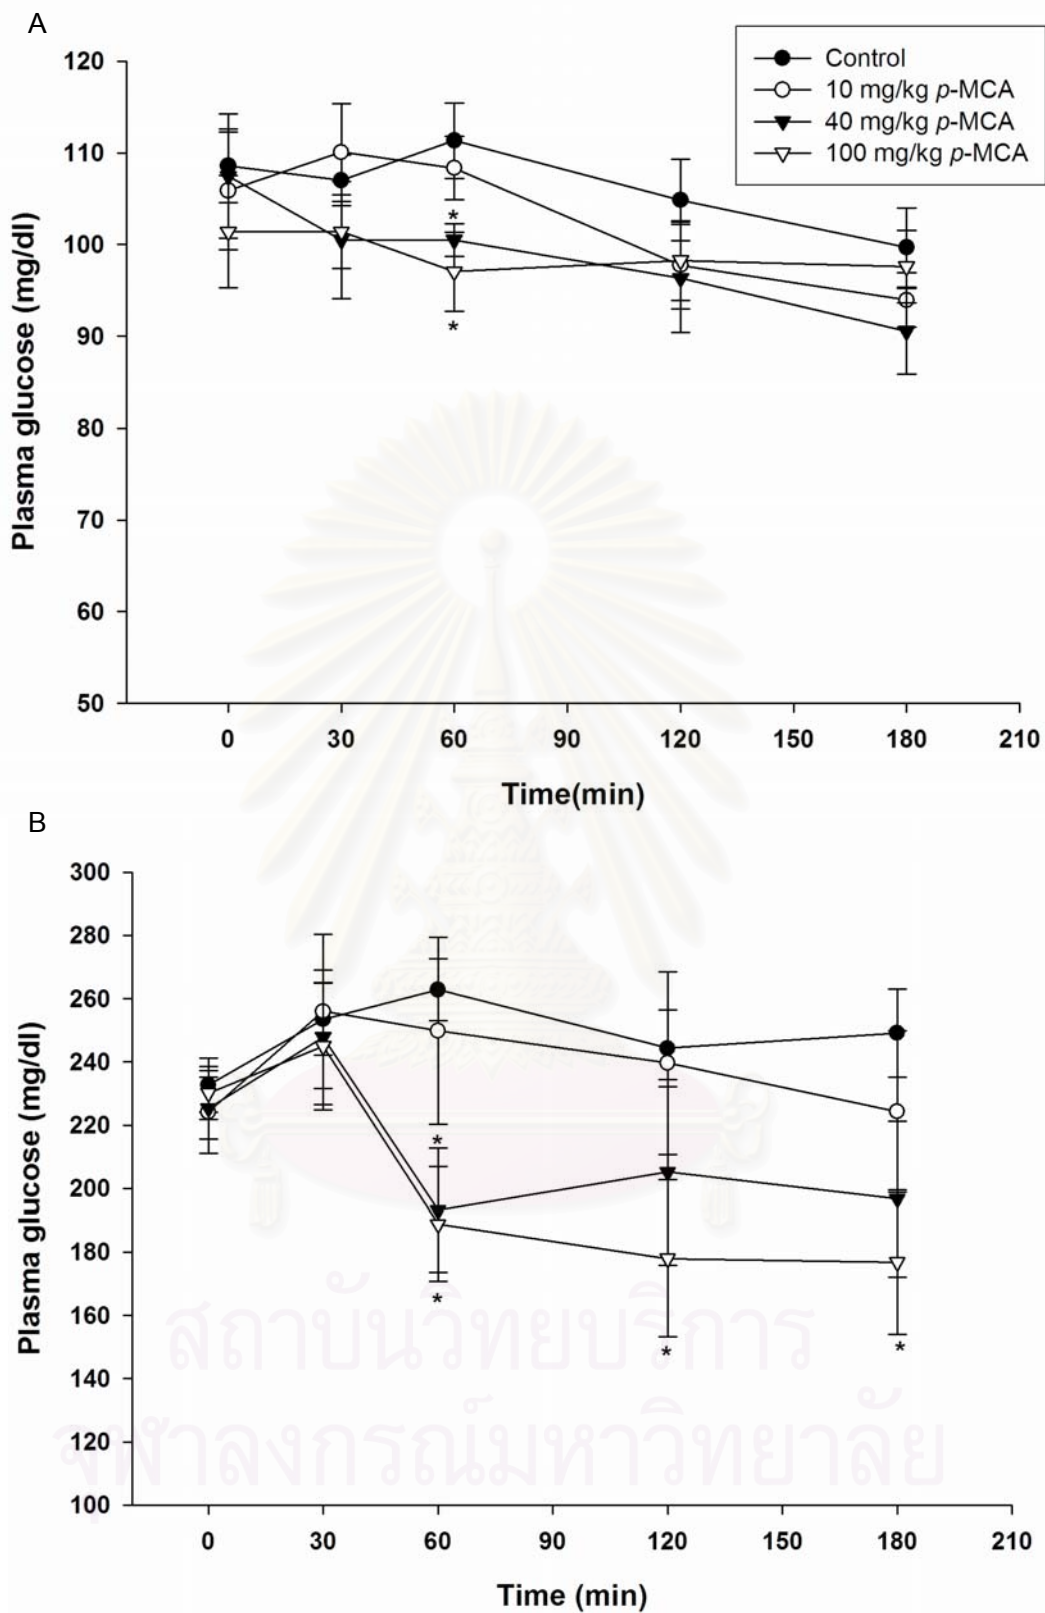 A
Control
10 mg/kg p-MCA
40 mg/kg p-MCA
100 mg/kg p-MCA
120
110
100
90
80
70
60
50
Plasma glucose (mg/dl)
*
*
0 30 60 90 120 150 180 210
Time(min)
B
300
280
260
240
220
200
180
160
140
120
100
Plasma glucose (mg/dl)
*
*
*
*
สถาบันวิทยบริการ
จุฬาลงกรณ์มหาวิทยาลัย
0 30 60 90 120 150 180 210
Time (min)